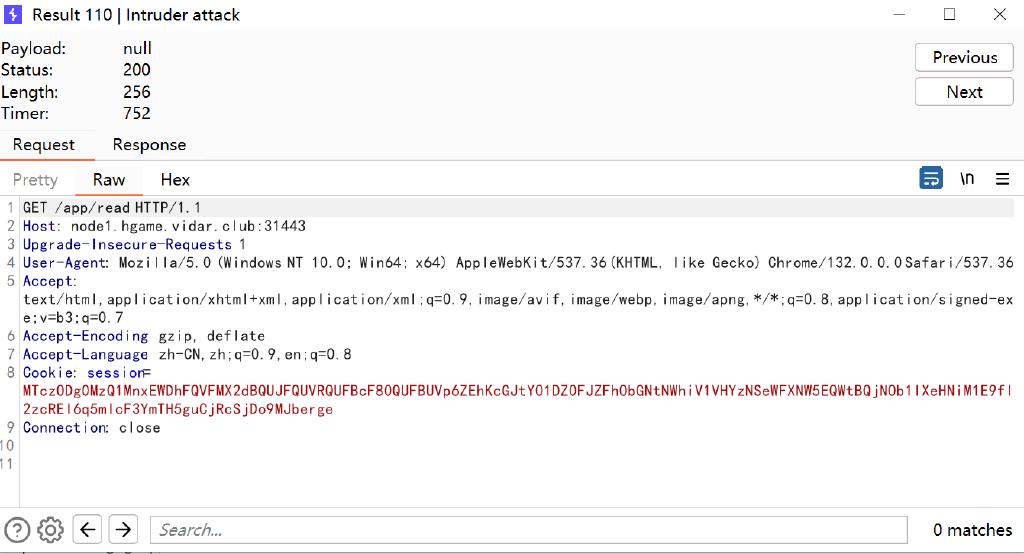 Result 110 | Intruder attack
Payload: null
Status: 200
Length: 256
Timer: 752
Previous
Next
Request Response
Pretty Raw Hex \n
1 GET /app/read HTTP/1.1
2 Host: node1.hgame.vidar.club:31443
3 Upgrade-Insecure-Requests 1
4 User-Agent: Mozilla/5.0 (Windows NT 10.0; Win64; x64) AppleWebKit/537.36(KHTML, like Gecko) Chrome/132.0.0.0Safari/537.36
5 Accept:
text/html,application/xhtml+xml,application/xml;q=0.9,image/avif,image/webp,image/apng,*/*;q=0.8,application/signed-ex
e;v=b3;q=0.7
6 Accept-Encoding gzip, deflate
7 Accept-Language zh-CN,zh;q=0.9,en;q=0.8
8 Cookie: session=
9 Connection: close
10
11
Search...
0 matches